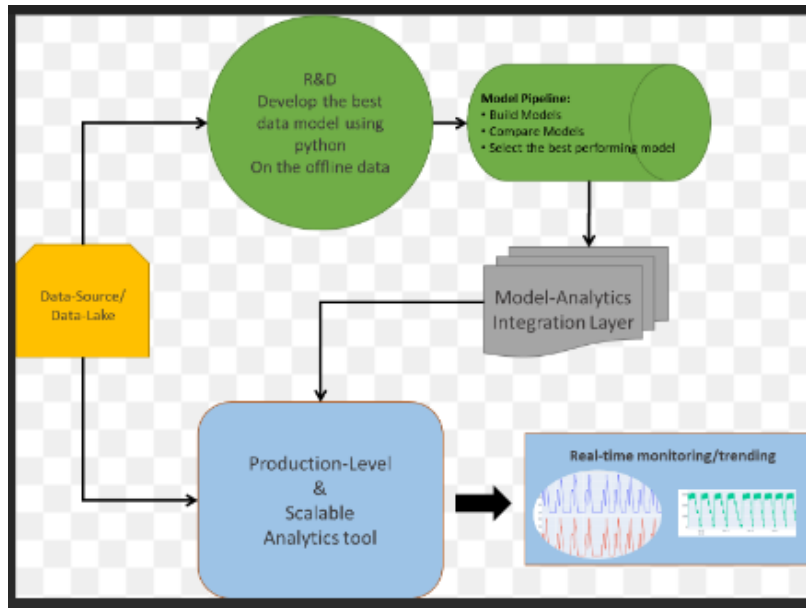 R&D
Develop the best
data model using
python
On the offline data
Model Pipeline:
• Build Models
• Compare Models
• Select the best performing model
Data-Source/
Data-Lake
Model-Analytics
Integration Layer
Production-Level
&
Scalable
Analytics tool
Real-time monitoring/trending